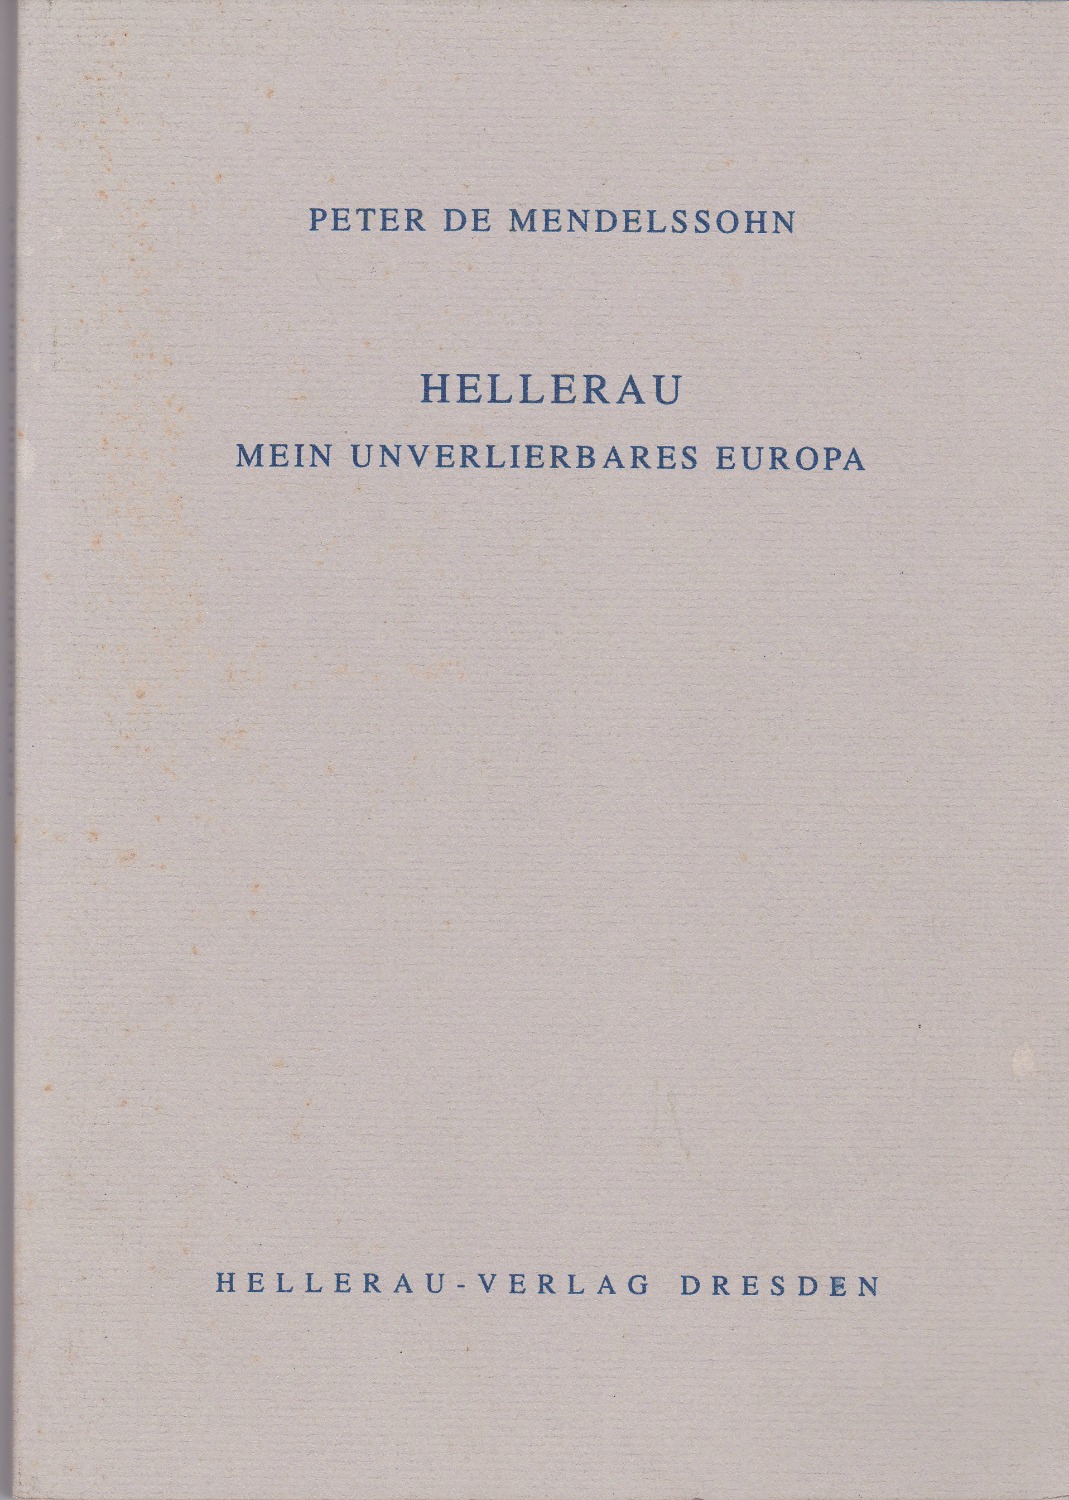 PETER DE MENDELSSOHN
HELLERAU
MEIN UNVERLIERBARES EUROPA
HELLERAU-VERLAG DRESDEN